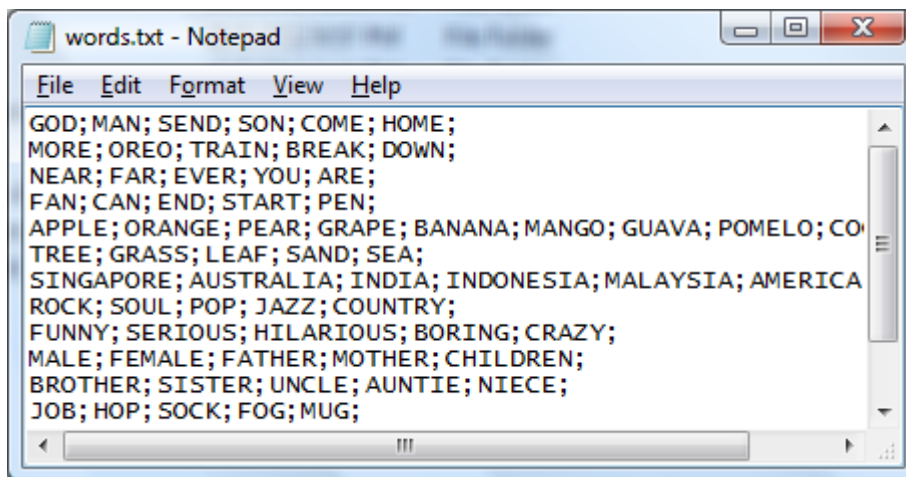 words.txt - Notepad
File Edit Format View Help
GOD;MAN;SEND;SON;COME;HOME;
MORE;OREO;TRAIN;BREAK;DOWN;
NEAR;FAR;EVER;YOU;ARE;
FAN;CAN;END;START;PEN;
APPLE;ORANGE;PEAR;GRAPE;BANANA;MANGO;GUAVA;POMELO;
TREE;GRASS;LEAF;SAND;SEA;
SINGAPORE;AUSTRALIA;INDIA;INDONESIA;MALAYSIA;AMERICA
ROCK;SOUL;POP;JAZZ;COUNTRY;
FUNNY;SERIOUS;HILARIOUS;BORING;CRAZY;
MALE;FEMALE;FATHER;MOTHER;CHILDREN;
BROTHER;SISTER;UNCLE;AUNTIE;NIECE;
JOB;HOP;SOCK;FOG;MUG;